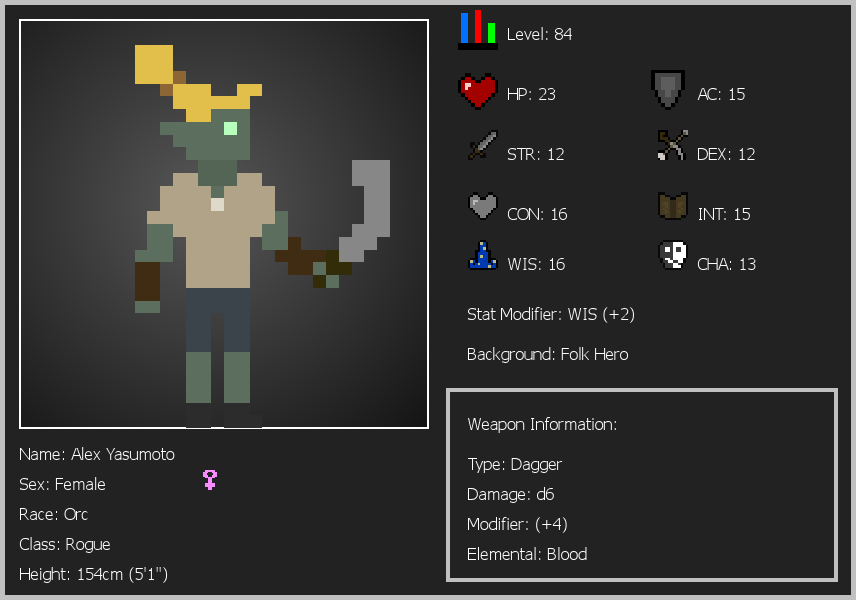 Level: 84
HP: 23
AC: 15
STR: 12
DEX: 12
CON: 16
INT: 15
WIS: 16
CHA: 13
Stat Modifier: WIS (+2)
Background: Folk Hero
Weapon Information:
Type: Dagger
Damage: d6
Modifier: (+4)
Elemental: Blood
Name: Alex Yasumoto
Sex: Female
Race: Orc
Class: Rogue
Height: 154cm (5'1")